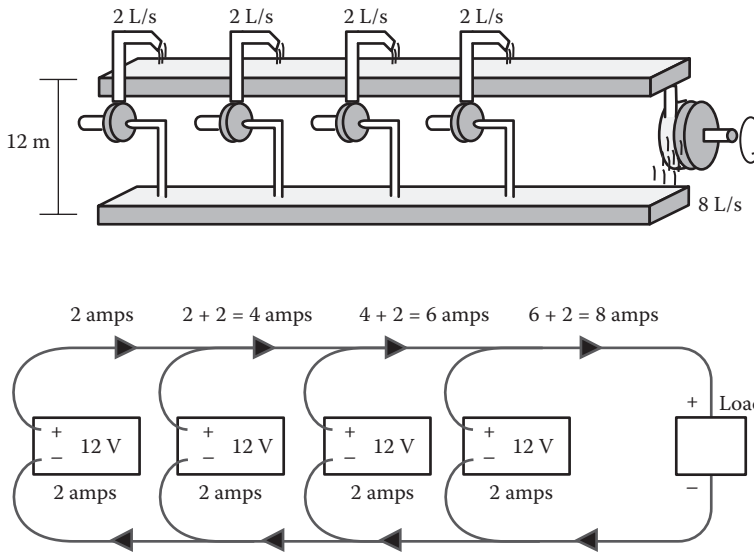 2 L/s 2 L/s 2 L/s 2 L/s
12 m
8 L/s
2 amps 2 + 2 = 4 amps 4 + 2 = 6 amps 6 + 2 = 8 amps
+ + + + + Load
12 V 12 V 12 V 12 V
– – – – –
2 amps 2 amps 2 amps 2 amps